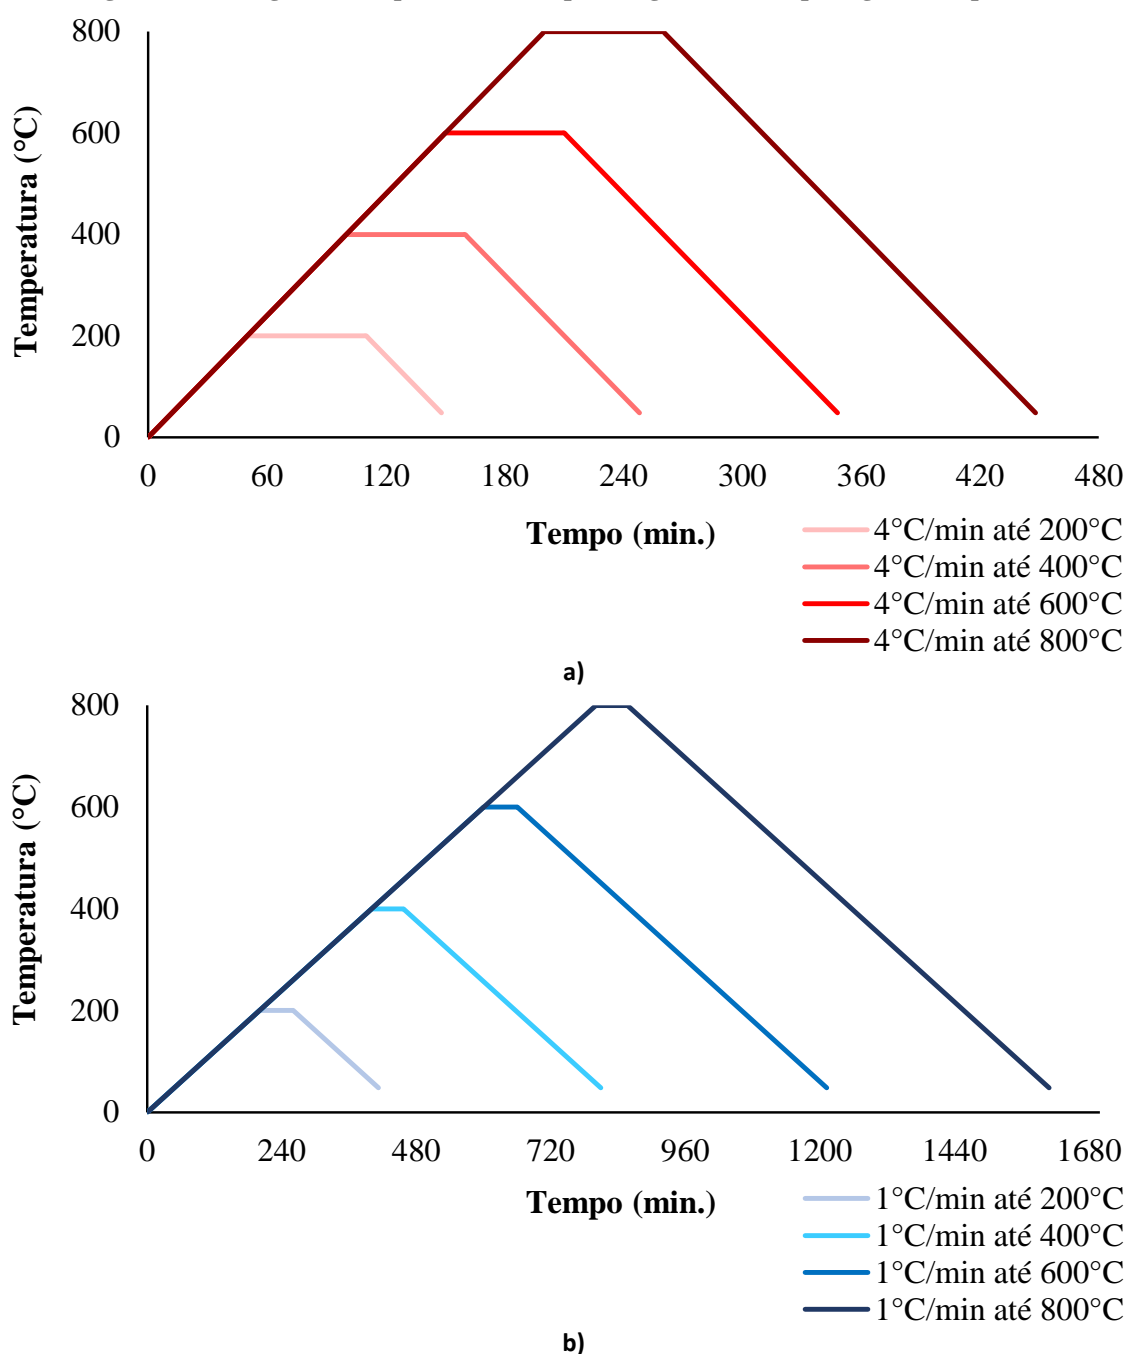 800
600
400
200
0
Temperatura (°C)
0 60 120 180 240 300 360 420 480
Tempo (min.)
4°C/min até 200°C
4°C/min até 400°C
4°C/min até 600°C
4°C/min até 800°C
a)
800
600
400
200
0
Temperatura (°C)
0 240 480 720 960 1200 1440 1680
Tempo (min.)
1°C/min até 200°C
1°C/min até 400°C
1°C/min até 600°C
1°C/min até 800°C
b)